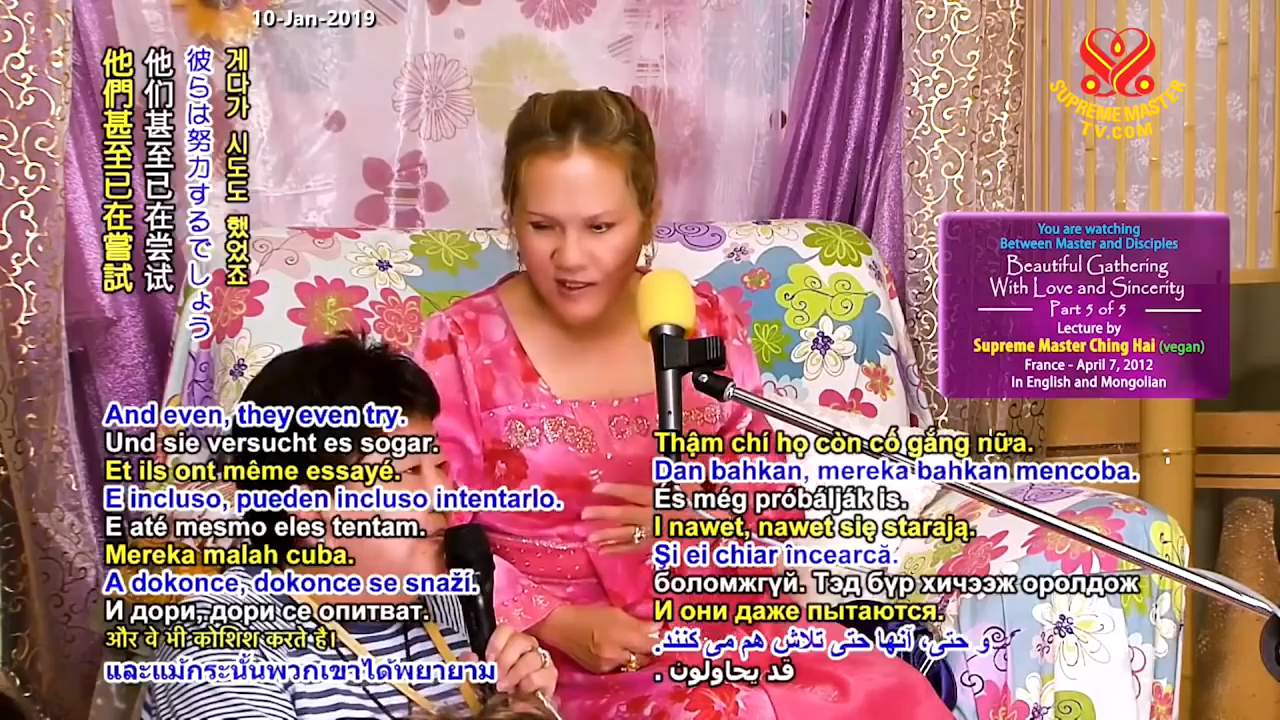 10-Jan-2019
他們甚至已在嘗試
他们甚至已在尝试
彼らは努力するでしょう
게다가 시도도 했었죠
SUPREME MASTER
TV.COM
You are watching
Between Master and Disciples
Beautiful Gathering
With Love and Sincerity
Part 5 of 5
Lecture by
Supreme Master Ching Hai (vegan)
France - April 7, 2012
In English and Mongolian
And even, they even try.
Und sie versucht es sogar.
Et ils ont même essayé.
E incluso, pueden incluso intentarlo.
E até mesmo eles tentam.
Mereka malah cuba.
A dokonce, dokonce se snaží.
И дори, дори се опитват.
और वे भी कोशिश करते हैं।
และแม้กระนั้นพวกเขาได้พยายาม
Thậm chí họ còn cố gắng nữa.
Dan bahkan, mereka bahkan mencoba.
És még próbálják is.
I nawet, nawet się starają.
Și ei chiar încearcă.
боломжгүй. Тэд бүр хичээж оролдож
И они даже пытаются.
و حتی، آنها حتی تلاش هم می کنند.
قد يحاولون .